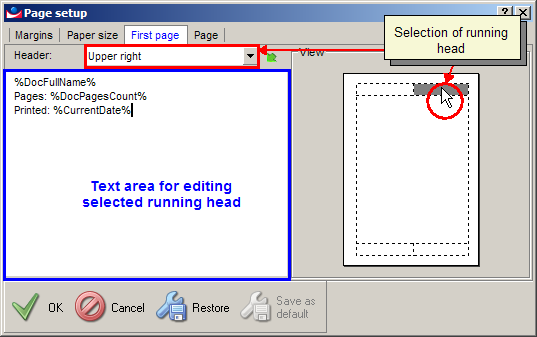 Page setup
Margins Paper size First page Page
Selection of running
head
Header: Upper right
View
%DocFullName%
Pages: %DocPagesCount%
Printed: %CurrentDate%
Text area for editing
selected running head
OK Cancel Restore Save as
default